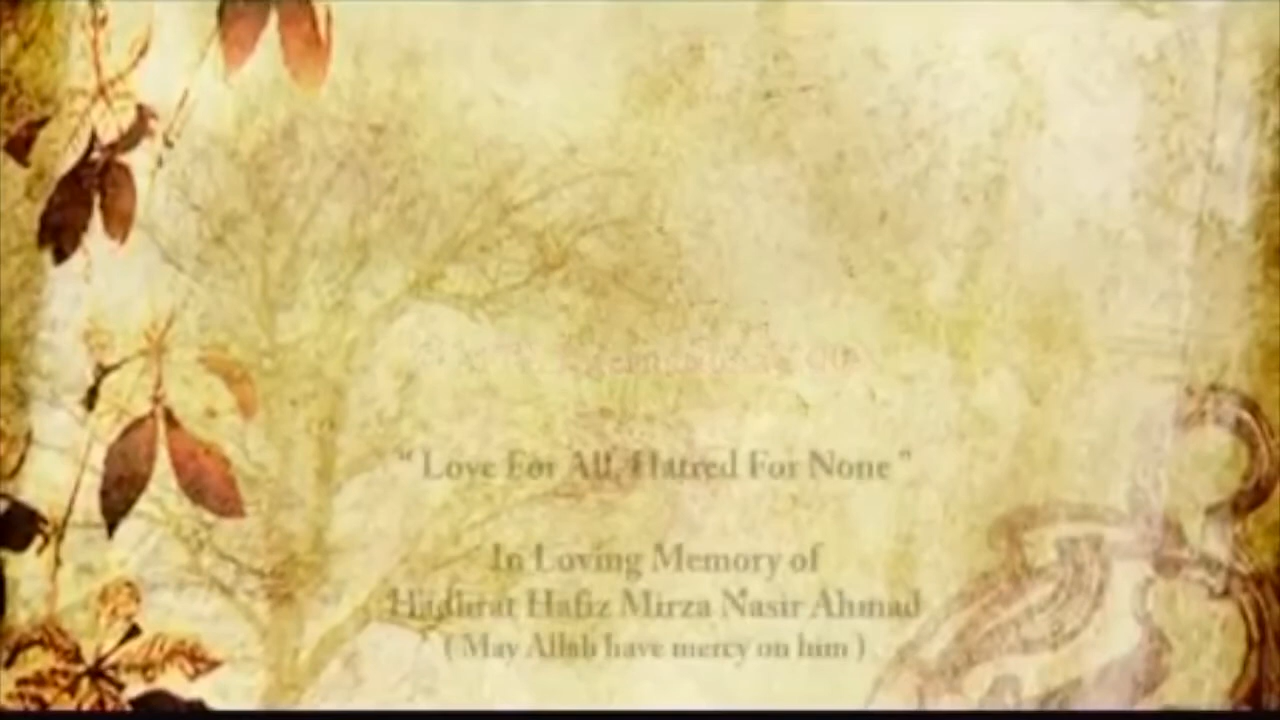 “ Love For All, Hatred For None ”
In Loving Memory of
Hadhrat Hafiz Mirza Nasir Ahmad
( May Allah have mercy on him )